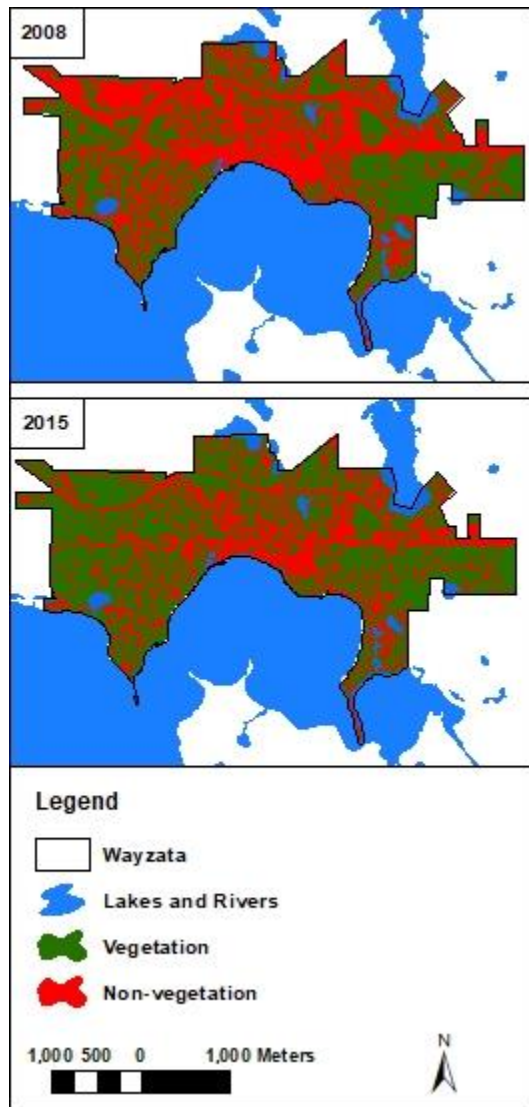 2008
2015
Legend
Wayzata
Lakes and Rivers
Vegetation
Non-vegetation
N
1,000 500 0 1,000 Meters